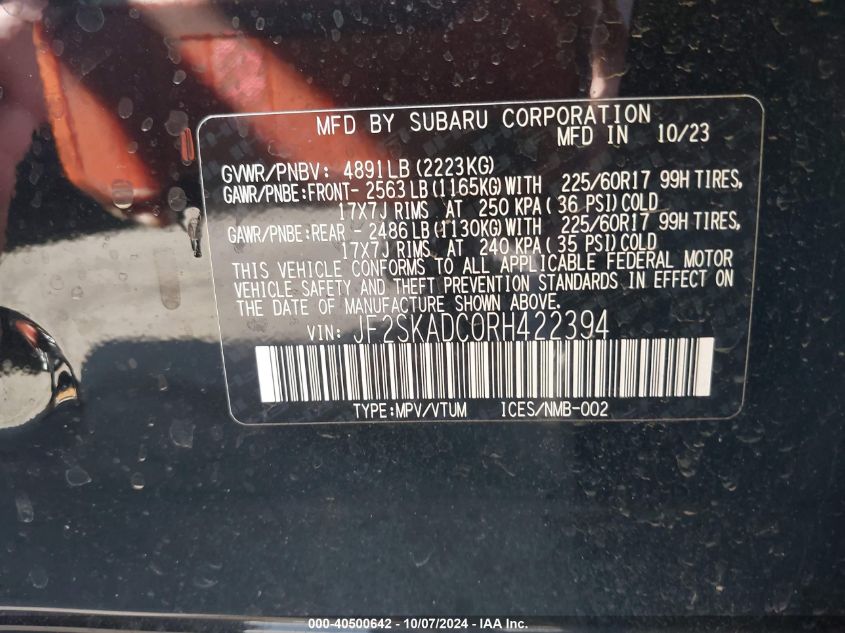 MFD BY SUBARU CORPORATION
MFD IN 10/23
GVWR/PNBV: 4891LB (2223KG)
GAWR/PNBE:FRONT- 2563 LB (1165KG) WITH 225/60R17 99H TIRES,
17X7J RIMS AT 250 KPA ( 36 PSI) COLD
GAWR/PNBE:REAR - 2486 LB (1130KG) WITH 225/60R17 99H TIRES,
17X7J RIMS AT 240 KPA ( 35 PSI) COLD
THIS VEHICLE CONFORMS TO ALL APPLICABLE FEDERAL MOTOR
VEHICLE SAFETY AND THEFT PREVENTION STANDARDS IN EFFECT ON
THE DATE OF MANUFACTURE SHOWN ABOVE.
VIN: JF2SKADC0RH422394
TYPE:MPV/VTUM ICES/NMB-002
000-40500642 - 10/07/2024 - IAA Inc.